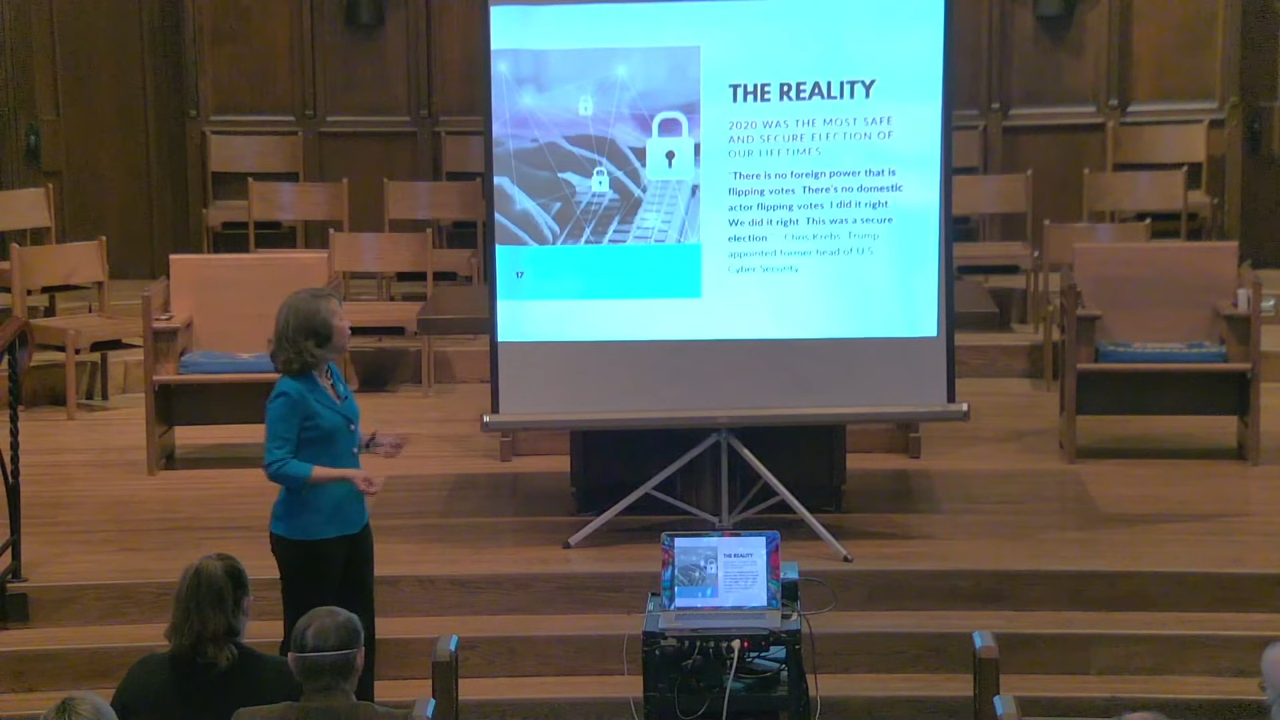 THE REALITY
2020 WAS THE MOST SAFE
AND SECURE ELECTION OF
OUR LIFETIMES
"There is no foreign power that is
flipping votes There's no domestic
actor flipping votes I did it right
We did it right This was a secure
election Chris Krebs, Trump
appointed former head of U.S.
Cyber Security
17
THE REALITY